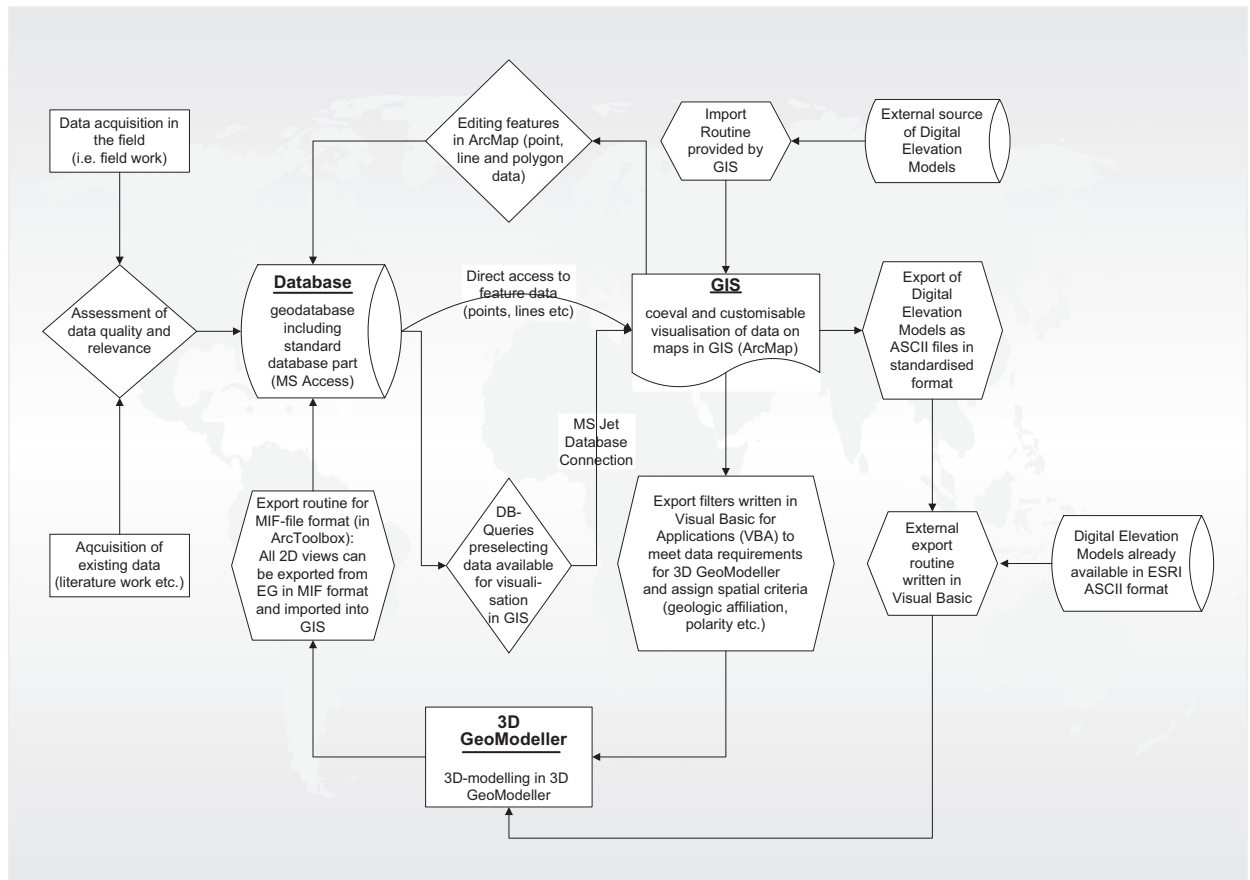 Data acquisition in
the field
(i.e. field work)
Editing features
in ArcMap (point,
line and polygon
data)
Import
Routine
provided by
GIS
External source
of Digital
Elevation
Models
Assessment of
data quality and
relevance
Database
geodatabase
including
standard
database part
(MS Access)
Direct access to
feature data
(points, lines etc)
GIS
coeval and customisable
visualisation of data on
maps in GIS (ArcMap)
Export of
Digital
Elevation
Models as
ASCII files in
standardised
format
MS Jet
Database
Connection
Aqcuisition of
existing data
(literature work etc.)
Export routine for
MIF-file format (in
ArcToolbox):
All 2D views can
be exported from
EG in MIF format
and imported into
GIS
DB-
Queries
preselecting
data available
for visuali-
sation
in GIS
Export filters written in
Visual Basic for
Applications (VBA) to
meet data requirements
for 3D GeoModeller
and assign spatial criteria
(geologic affiliation,
polarity etc.)
External
export
routine
written in
Visual Basic
Digital Elevation
Models already
available in ESRI
ASCII format
3D
GeoModeller
3D-modelling in 3D
GeoModeller